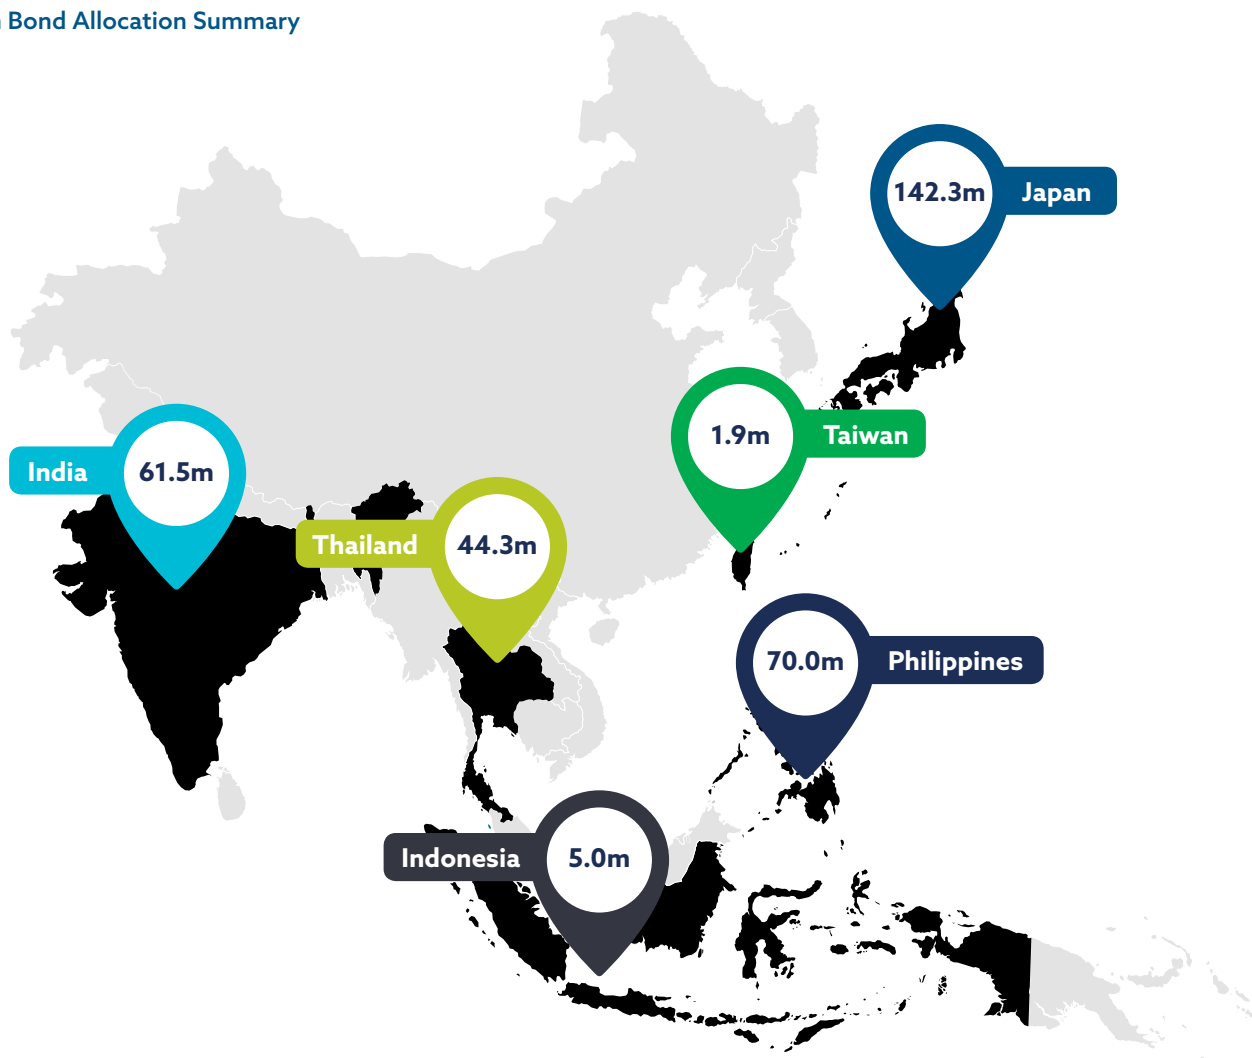 Bond Allocation Summary
142.3m
Japan
1.9m
Taiwan
India
61.5m
Thailand
44.3m
70.0m
Philippines
Indonesia
5.0m